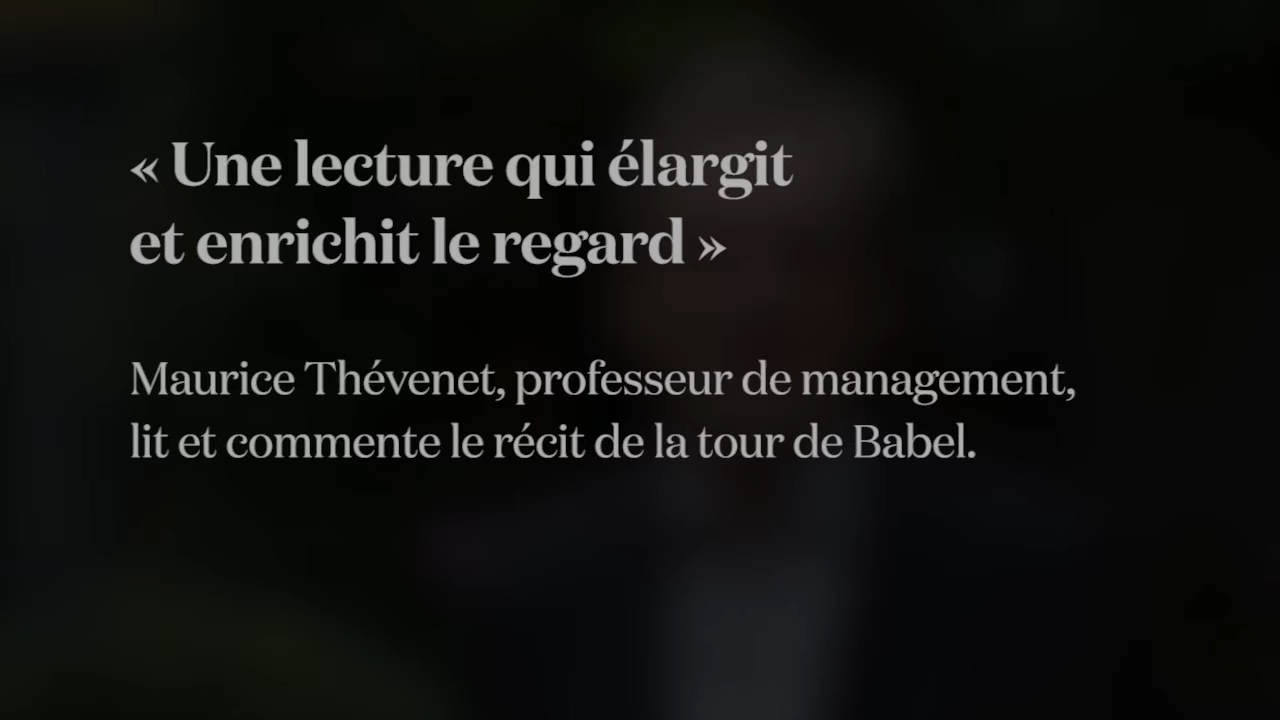 « Une lecture qui élargit
et enrichit le regard »
Maurice Thévenet, professeur de management,
lit et commente le récit de la tour de Babel.